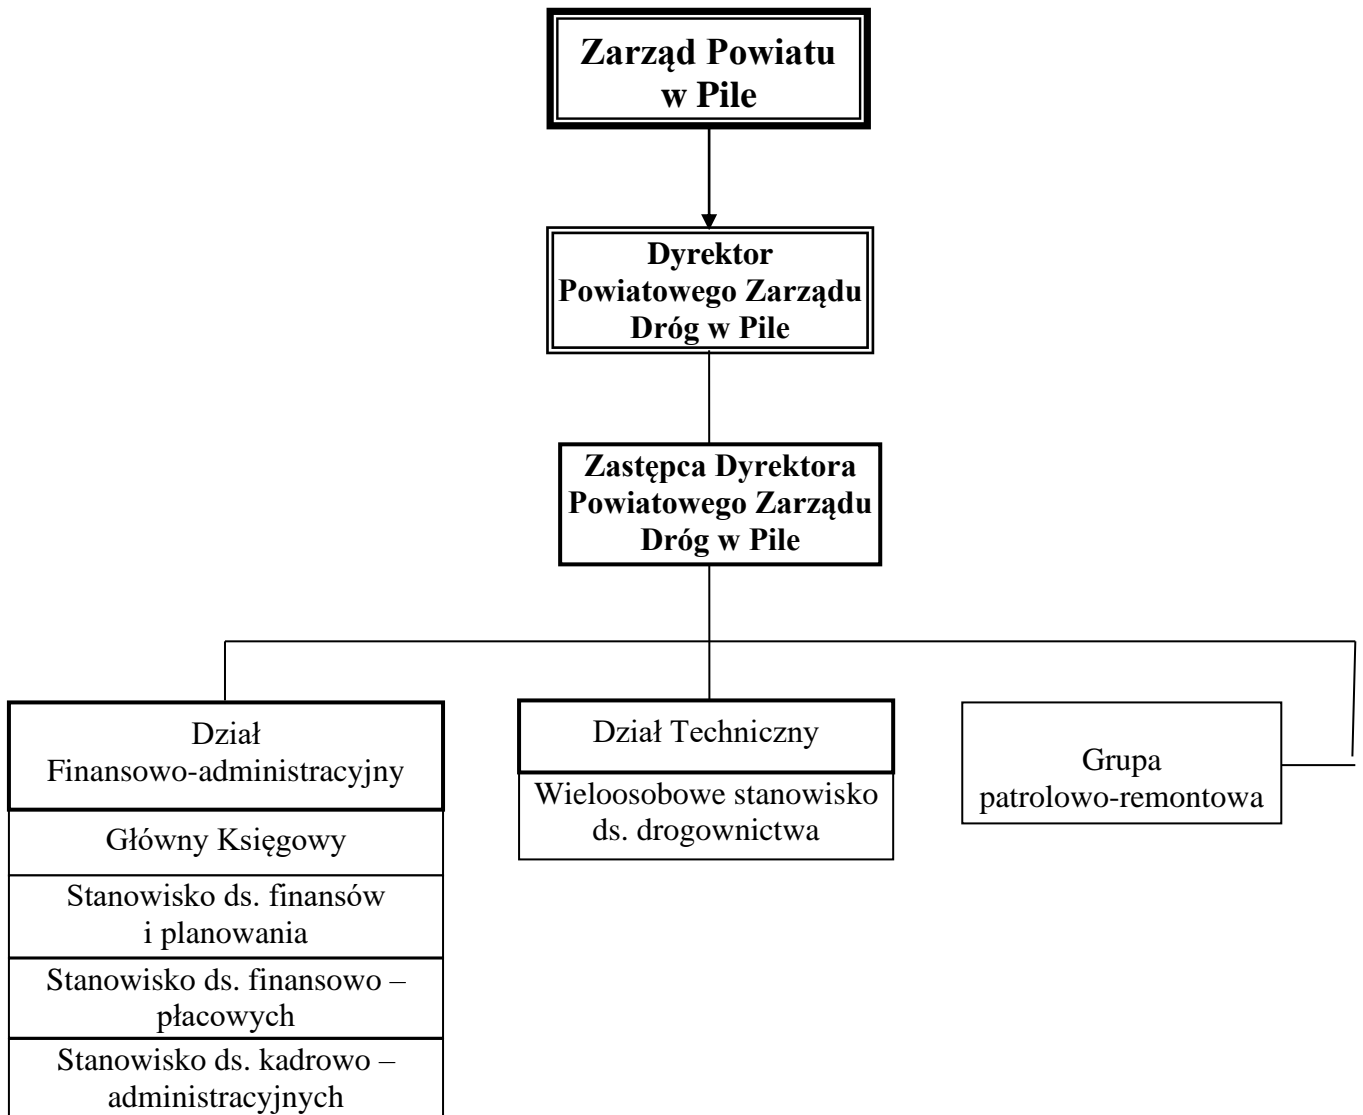 Zarząd Powiatu
w Pile
Dyrektor
Powiatowego Zarządu
Dróg w Pile
Zastępca Dyrektora
Powiatowego Zarządu
Dróg w Pile
Dział
Finansowo-administracyjny
Główny Księgowy
Stanowisko ds. finansów
i planowania
Stanowisko ds. finansowo –
płacowych
Stanowisko ds. kadrowo –
administracyjnych
Dział Techniczny
Wieloosobowe stanowisko
ds. drogownictwa
Grupa
patrolowo-remontowa